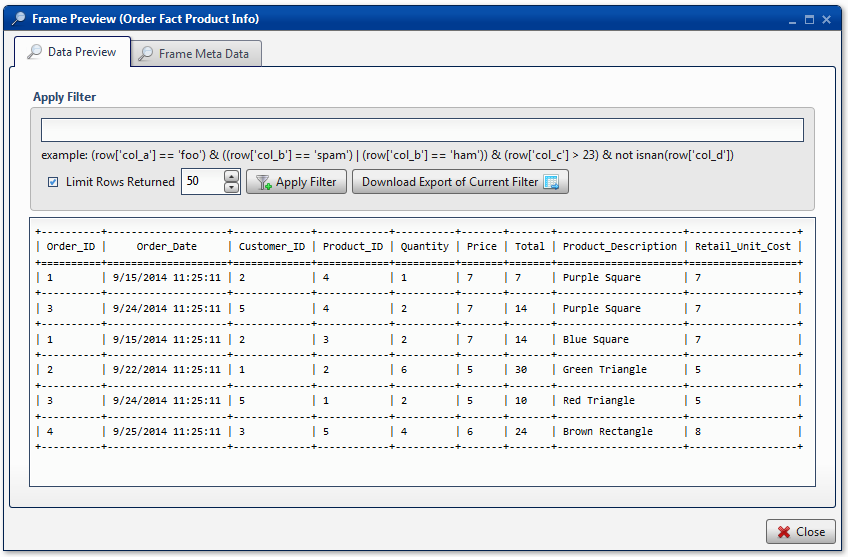 Frame Preview (Order Fact Product Info)
Data Preview
Frame Meta Data
Apply Filter
example: (row['col_a'] == 'foo') & ((row['col_b'] == 'spam') | (row['col_b'] == 'ham')) & (row['col_c'] > 23) & not isnan(row['col_d'])
Limit Rows Returned 50 Apply Filter Download Export of Current Filter
+----------+--------------------+-------------+------------+----------+-------+-------+---------------------+------------------+
| Order_ID | Order_Date | Customer_ID | Product_ID | Quantity | Price | Total | Product_Description | Retail_Unit_Cost |
+==========+====================+=============+============+==========+=======+=======+=====================+==================+
| 1 | 9/15/2014 11:25:11 | 2 | 4 | 1 | 7 | 7 | Purple Square | 7 |
+----------+--------------------+-------------+------------+----------+-------+-------+---------------------+------------------+
| 3 | 9/24/2014 11:25:11 | 5 | 4 | 2 | 7 | 14 | Purple Square | 7 |
+----------+--------------------+-------------+------------+----------+-------+-------+---------------------+------------------+
| 1 | 9/15/2014 11:25:11 | 2 | 3 | 2 | 7 | 14 | Blue Square | 7 |
+----------+--------------------+-------------+------------+----------+-------+-------+---------------------+------------------+
| 2 | 9/22/2014 11:25:11 | 1 | 2 | 6 | 5 | 30 | Green Triangle | 5 |
+----------+--------------------+-------------+------------+----------+-------+-------+---------------------+------------------+
| 3 | 9/24/2014 11:25:11 | 5 | 1 | 2 | 5 | 10 | Red Triangle | 5 |
+----------+--------------------+-------------+------------+----------+-------+-------+---------------------+------------------+
| 4 | 9/25/2014 11:25:11 | 3 | 5 | 4 | 6 | 24 | Brown Rectangle | 8 |
+----------+--------------------+-------------+------------+----------+-------+-------+---------------------+------------------+
Close